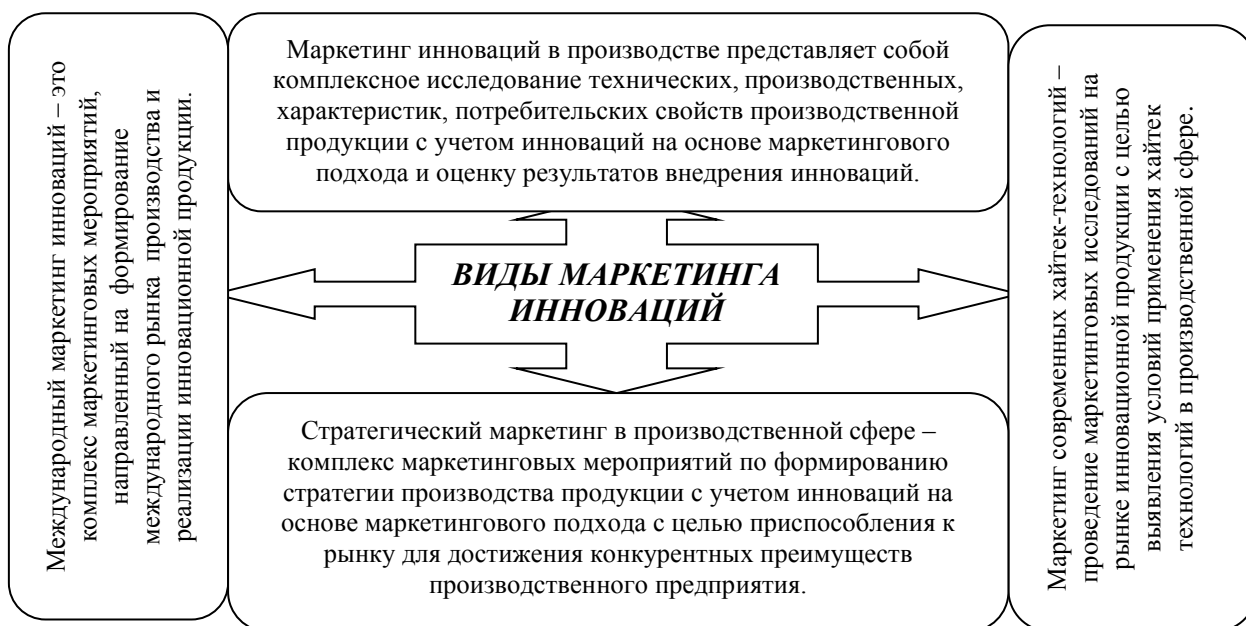 Международный маркетинг инноваций – это
комплекс маркетинговых мероприятий,
направленный на формирование
международного рынка производства и
реализации инновационной продукции.
Маркетинг инноваций в производстве представляет собой
комплексное исследование технических, производственных,
характеристик, потребительских свойств производственной
продукции с учетом инноваций на основе маркетингового
подхода и оценку результатов внедрения инноваций.
ВИДЫ МАРКЕТИНГА
ИННОВАЦИЙ
Стратегический маркетинг в производственной сфере –
комплекс маркетинговых мероприятий по формированию
стратегии производства продукции с учетом инноваций на
основе маркетингового подхода с целью приспособления к
рынку для достижения конкурентных преимуществ
производственного предприятия.
Маркетинг современных хайтек-технологий –
проведение маркетинговых исследований на
рынке инновационной продукции с целью
выявления условий применения хайтек
технологий в производственной сфере.